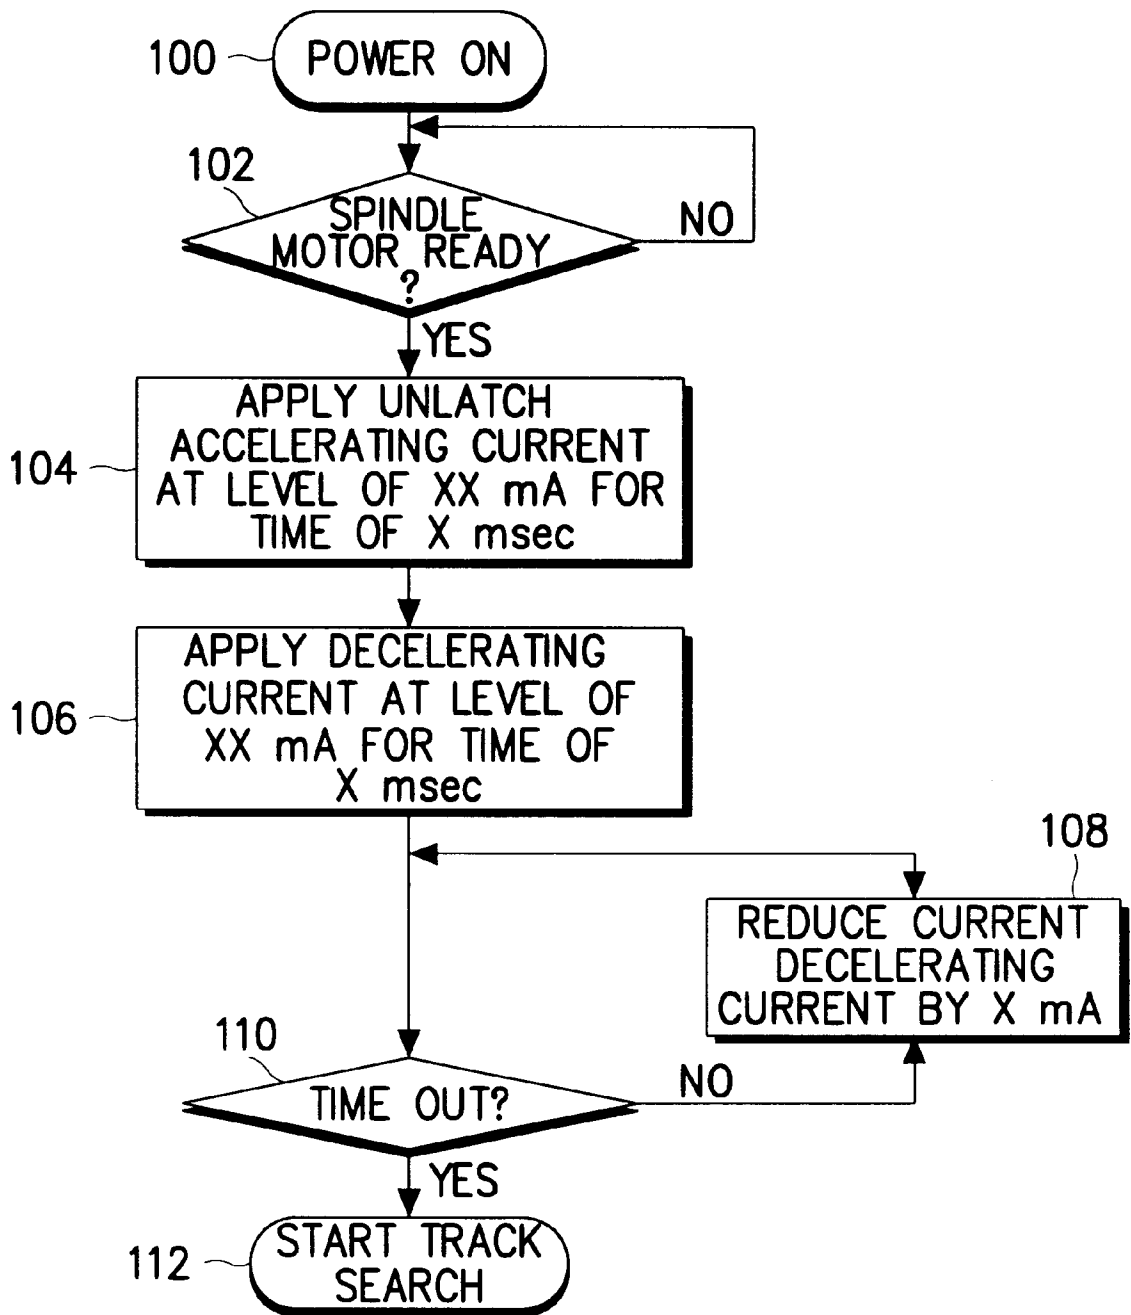 100
POWER ON
102
SPINDLE
MOTOR READY
?
NO
YES
104
APPLY UNLATCH
ACCELERATING CURRENT
AT LEVEL OF XX mA FOR
TIME OF X msec
106
APPLY DECELERATING
CURRENT AT LEVEL OF
XX mA FOR TIME OF
X msec
108
REDUCE CURRENT
DECELERATING
CURRENT BY X mA
110
TIME OUT?
NO
YES
112
START TRACK
SEARCH